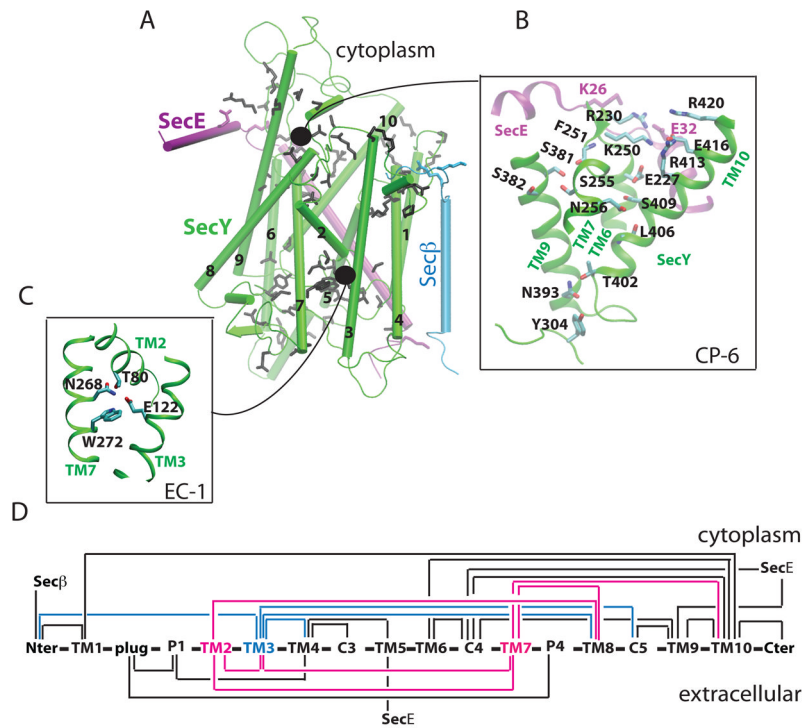 A
cytoplasm
SecE
10
SecY
6
2
1
9
8
5
7
3
4
Secβ
B
K26
R420
SecE
R230
F251
E32
E416
K250
S381
R413
S382
S255
E227
TM10
N256
S409
TM7
TM6
L406
TM9
SecY
T402
N393
Y304
CP-6
C
TM2
T80
N268
E122
W272
TM7
TM3
EC-1
D
cytoplasm
Secβ
SecE
Nter TM1 plug P1 TM2 TM3 TM4 C3 TM5 TM6 C4 TM7 P4 TM8 C5 TM9 TM10 Cter
extracellular
SecE